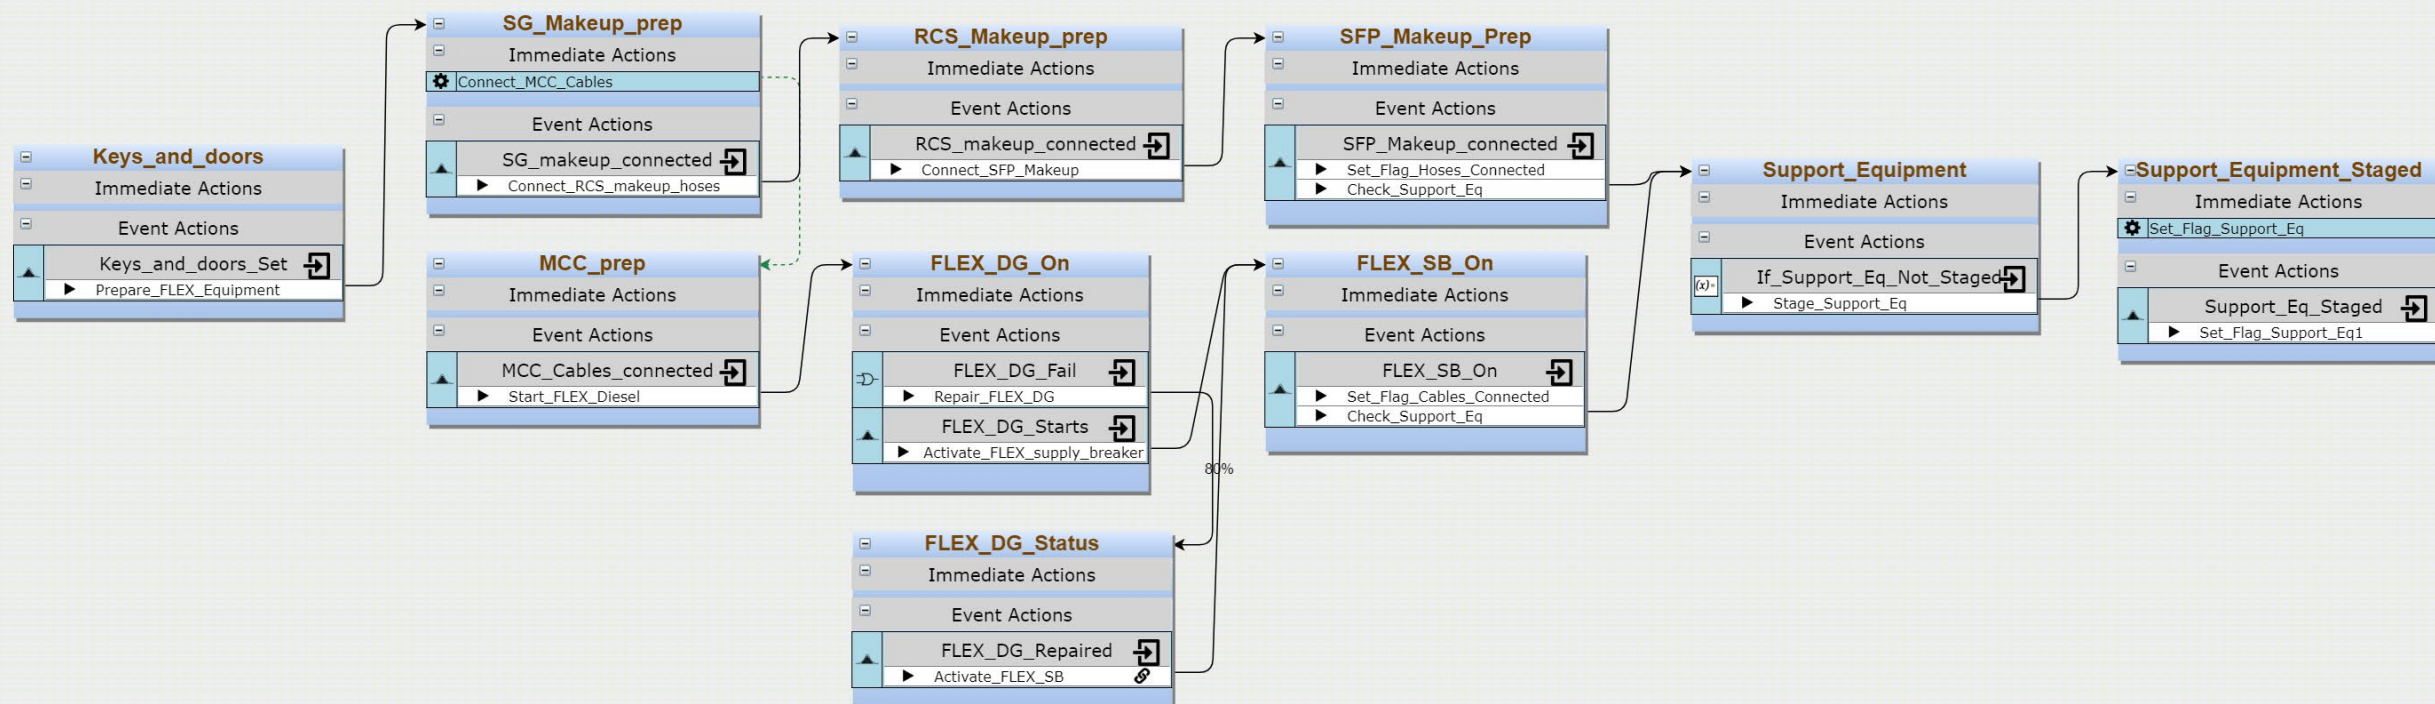 Keys_and_doors
Immediate Actions
Event Actions
Keys_and_doors_Set
Prepare_FLEX_Equipment
SG_Makeup_prep
Immediate Actions
Connect_MCC_Cables
Event Actions
SG_makeup_connected
Connect_RCS_makeup_hoses
RCS_Makeup_prep
Immediate Actions
Event Actions
RCS_makeup_connected
Connect_SFP_Makeup
SFP_Makeup_Prep
Immediate Actions
Event Actions
SFP_Makeup_connected
Set_Flag_Hoses_Connected
Check_Support_Eq
MCC_prep
Immediate Actions
Event Actions
MCC_Cables_connected
Start_FLEX_Diesel
FLEX_DG_On
Immediate Actions
Event Actions
FLEX_DG_Fail
Repair_FLEX_DG
FLEX_DG_Starts
Activate_FLEX_supply_breaker
80%
FLEX_SB_On
Immediate Actions
Event Actions
FLEX_SB_On
Set_Flag_Cables_Connected
Check_Support_Eq
FLEX_DG_Status
Immediate Actions
Event Actions
FLEX_DG_Repaired
Activate_FLEX_SB
Support_Equipment
Immediate Actions
Event Actions
(x)=
If_Support_Eq_Not_Staged
Stage_Support_Eq
Support_Equipment_Staged
Immediate Actions
Set_Flag_Support_Eq
Event Actions
Support_Eq_Staged
Set_Flag_Support_Eq1